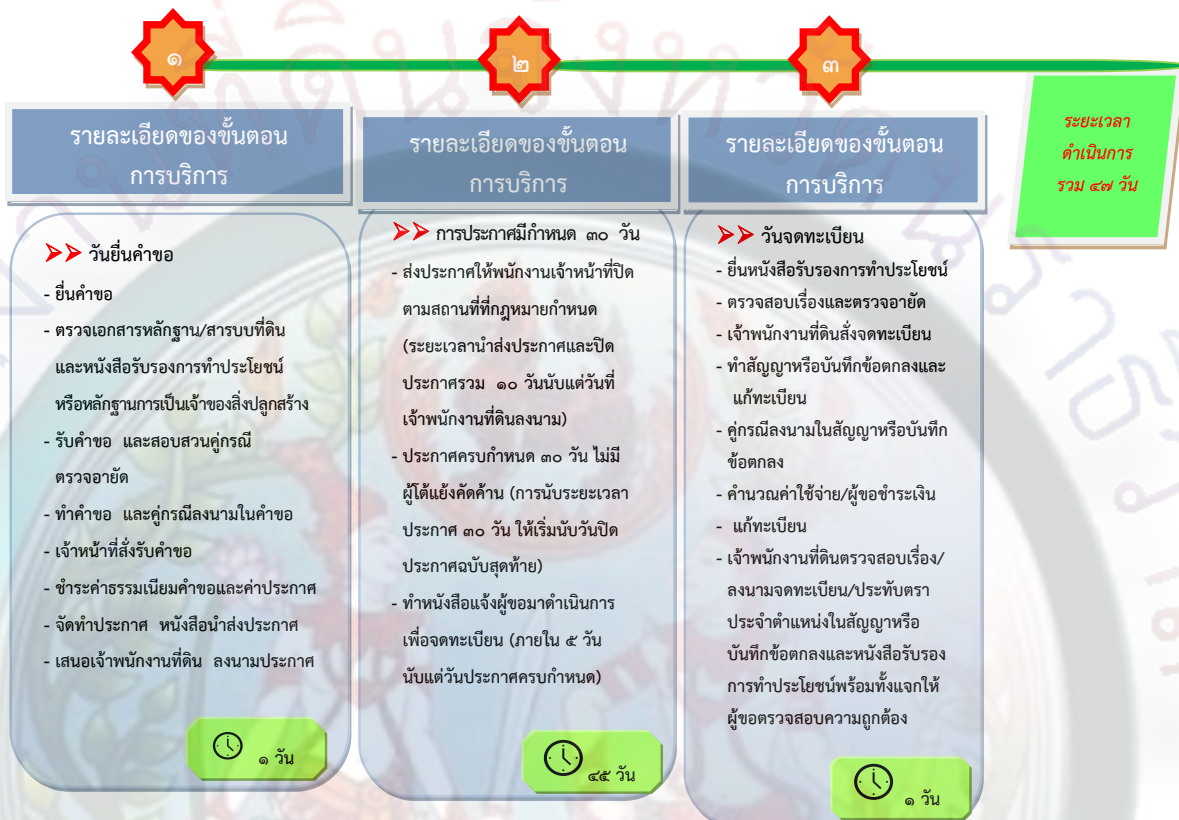 ๑
๒
๓
ระยะเวลา
ดำเนินการ
รวม ๔๗ วัน
รายละเอียดของขั้นตอน
การบริการ
วันยื่นคำขอ
- ยื่นคำขอ
- ตรวจเอกสารหลักฐาน/สารบบที่ดิน
และหนังสือรับรองการทำประโยชน์
หรือหลักฐานการเป็นเจ้าของสิ่งปลูกสร้าง
- รับคำขอ และสอบสวนคู่กรณี
ตรวจอายัด
- ทำคำขอ และคู่กรณีลงนามในคำขอ
- เจ้าหน้าที่สั่งรับคำขอ
- ชำระค่าธรรมเนียมคำขอและค่าประกาศ
- จัดทำประกาศ หนังสือนำส่งประกาศ
- เสนอเจ้าพนักงานที่ดิน ลงนามประกาศ
๑ วัน
รายละเอียดของขั้นตอน
การบริการ
การประกาศมีกำหนด ๓๐ วัน
- ส่งประกาศให้พนักงานเจ้าหน้าที่ปิด
ตามสถานที่ที่กฎหมายกำหนด
(ระยะเวลานำส่งประกาศและปิด
ประกาศรวม ๑๐ วันนับแต่วันที่
เจ้าพนักงานที่ดินลงนาม)
- ประกาศครบกำหนด ๓๐ วัน ไม่มี
ผู้โต้แย้งคัดค้าน (การนับระยะเวลา
ประกาศ ๓๐ วัน ให้เริ่มนับวันปิด
ประกาศฉบับสุดท้าย)
- ทำหนังสือแจ้งผู้ขอมาดำเนินการ
เพื่อจดทะเบียน (ภายใน ๕ วัน
นับแต่วันประกาศครบกำหนด)
๔๕ วัน
รายละเอียดของขั้นตอน
การบริการ
วันจดทะเบียน
- ยื่นหนังสือรับรองการทำประโยชน์
- ตรวจสอบเรื่องและตรวจอายัด
- เจ้าพนักงานที่ดินสั่งจดทะเบียน
- ทำสัญญาหรือบันทึกข้อตกลงและ
แก้ทะเบียน
- คู่กรณีลงนามในสัญญาหรือบันทึก
ข้อตกลง
- คำนวณค่าใช้จ่าย/ผู้ขอชำระเงิน
- แก้ทะเบียน
- เจ้าพนักงานที่ดินตรวจสอบเรื่อง/
ลงนามจดทะเบียน/ประทับตรา
ประจำตำแหน่งในสัญญาหรือ
บันทึกข้อตกลงและหนังสือรับรอง
การทำประโยชน์พร้อมทั้งแจกให้
ผู้ขอตรวจสอบความถูกต้อง
๑ วัน